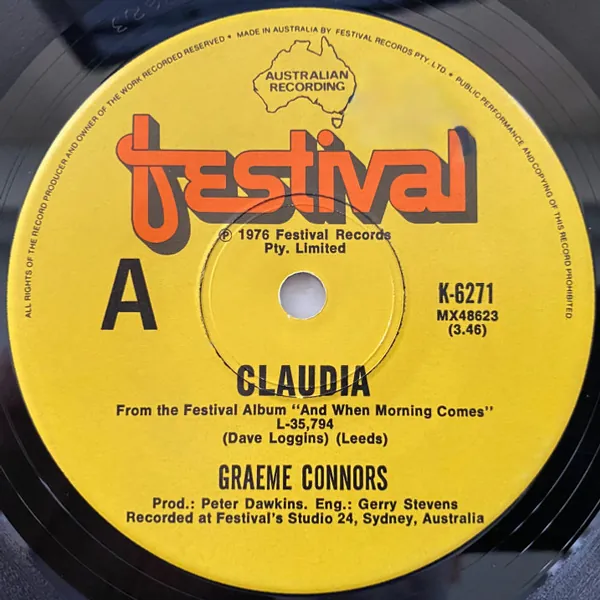 ALL RIGHTS OF THE RECORD PRODUCER AND OWNER OF THE WORK RECORDED RESERVED • MADE IN AUSTRALIA BY FESTIVAL RECORDS PTY. LTD. • PUBLIC PERFORMANCE AND COPYING OF THIS RECORD PROHIBITED
AUSTRALIAN
RECORDING
festival
℗ 1976 Festival Records
Pty. Limited
A
K-6271
MX48623
(3.46)
CLAUDIA
From the Festival Album "And When Morning Comes"
L-35,794
(Dave Loggins) (Leeds)
GRAEME CONNORS
Prod.: Peter Dawkins. Eng.: Gerry Stevens
Recorded at Festival's Studio 24, Sydney, Australia